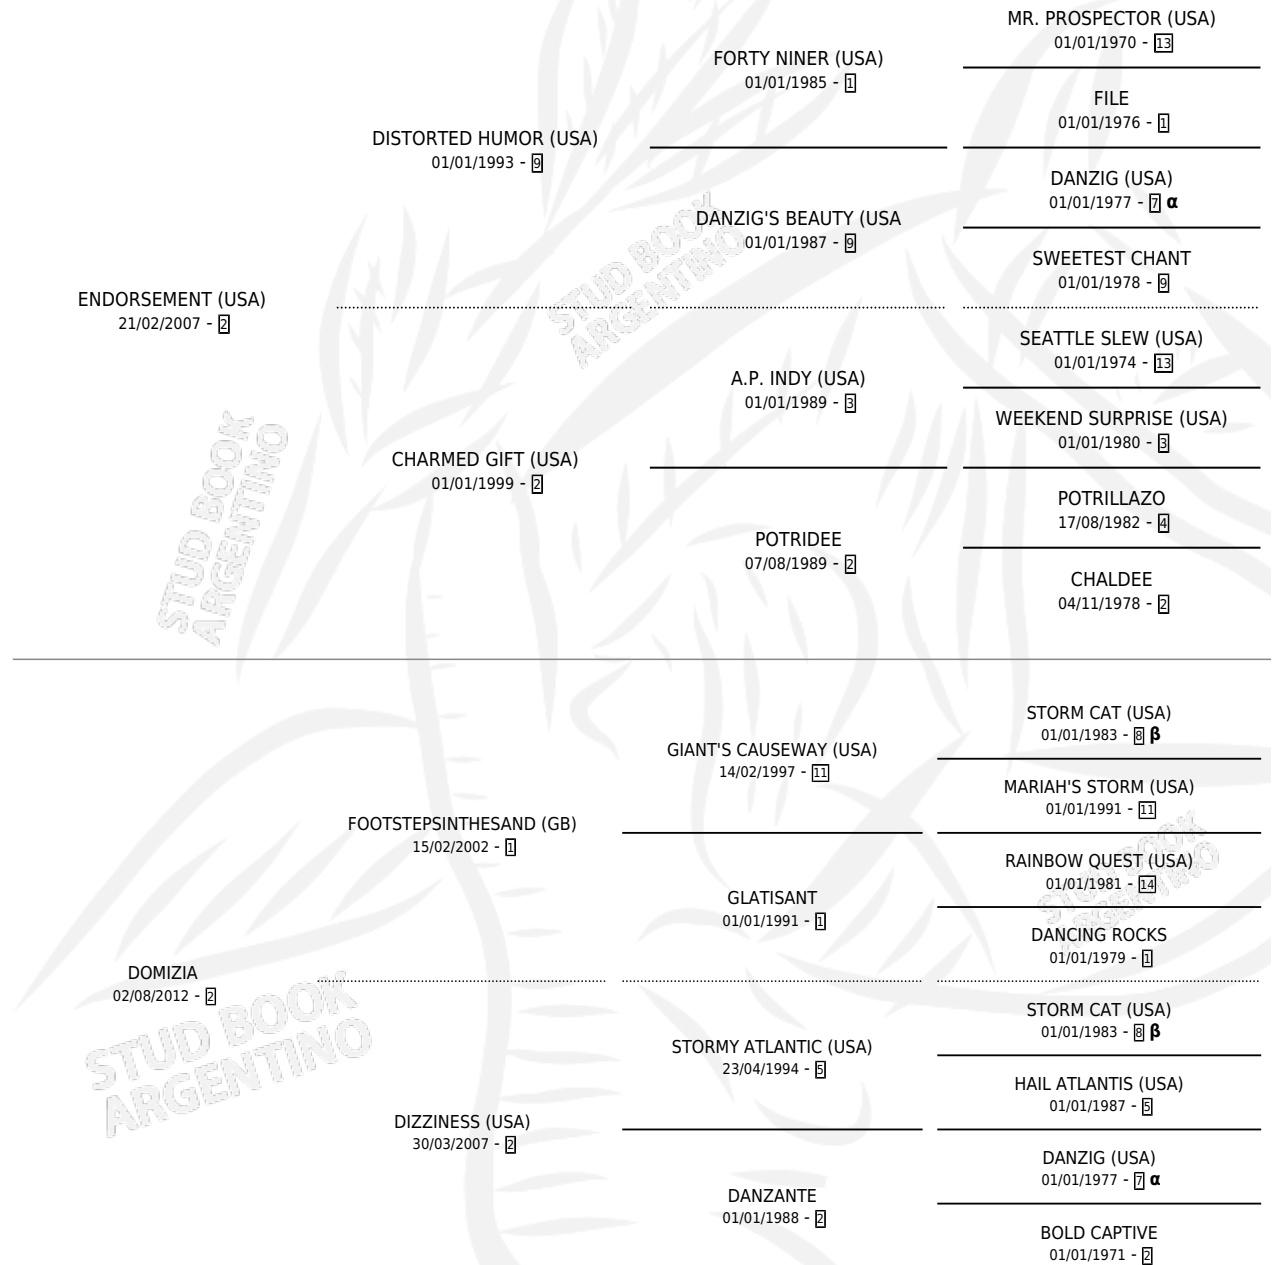 MR. PROSPECTOR (USA)
01/01/1970 - 13
FORTY NINER (USA)
01/01/1985 - 1
FILE
01/01/1976 - 1
DISTORTED HUMOR (USA)
01/01/1993 - 9
DANZIG (USA)
01/01/1977 - 7 α
DANZIG'S BEAUTY (USA
01/01/1987 - 9
SWEETEST CHANT
01/01/1978 - 9
ENDORSEMENT (USA)
21/02/2007 - 2
SEATTLE SLEW (USA)
01/01/1974 - 13
A.P. INDY (USA)
01/01/1989 - 3
WEEKEND SURPRISE (USA)
01/01/1980 - 3
CHARMED GIFT (USA)
01/01/1999 - 2
POTRILLAZO
17/08/1982 - 4
POTRIDEE
07/08/1989 - 2
CHALDEE
04/11/1978 - 2
STUD BOOK
ARGENTINO
STUD BOOK
ARGENTINO
STORM CAT (USA)
01/01/1983 - 8 β
GIANT'S CAUSEWAY (USA)
14/02/1997 - 11
MARIAH'S STORM (USA)
01/01/1991 - 11
FOOTSTEPSINTHESAND (GB)
15/02/2002 - 1
RAINBOW QUEST (USA)
01/01/1981 - 14
GLATISANT
01/01/1991 - 1
DANCING ROCKS
01/01/1979 - 1
DOMIZIA
02/08/2012 - 2
STORM CAT (USA)
01/01/1983 - 8 β
STORMY ATLANTIC (USA)
23/04/1994 - 5
HAIL ATLANTIS (USA)
01/01/1987 - 5
DIZZINESS (USA)
30/03/2007 - 2
DANZIG (USA)
01/01/1977 - 7 α
DANZANTE
01/01/1988 - 2
BOLD CAPTIVE
01/01/1971 - 2
STUD BOOK
ARGENTINO
STUD BOOK
ARGENTINO